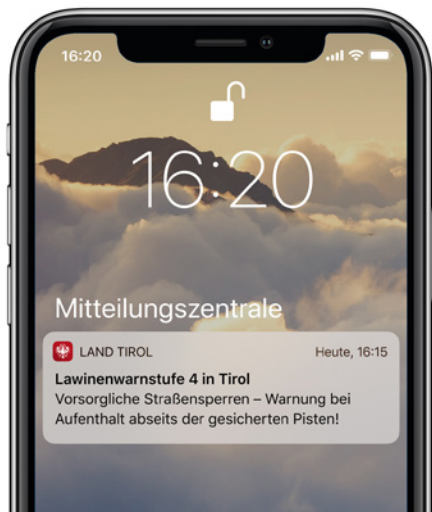 16:20
16:20
Mitteilungszentrale
LAND TIROL Heute, 16:15
Lawinenwarnstufe 4 in Tirol
Vorsorgliche Straßensperren – Warnung bei
Aufenthalt abseits der gesicherten Pisten!